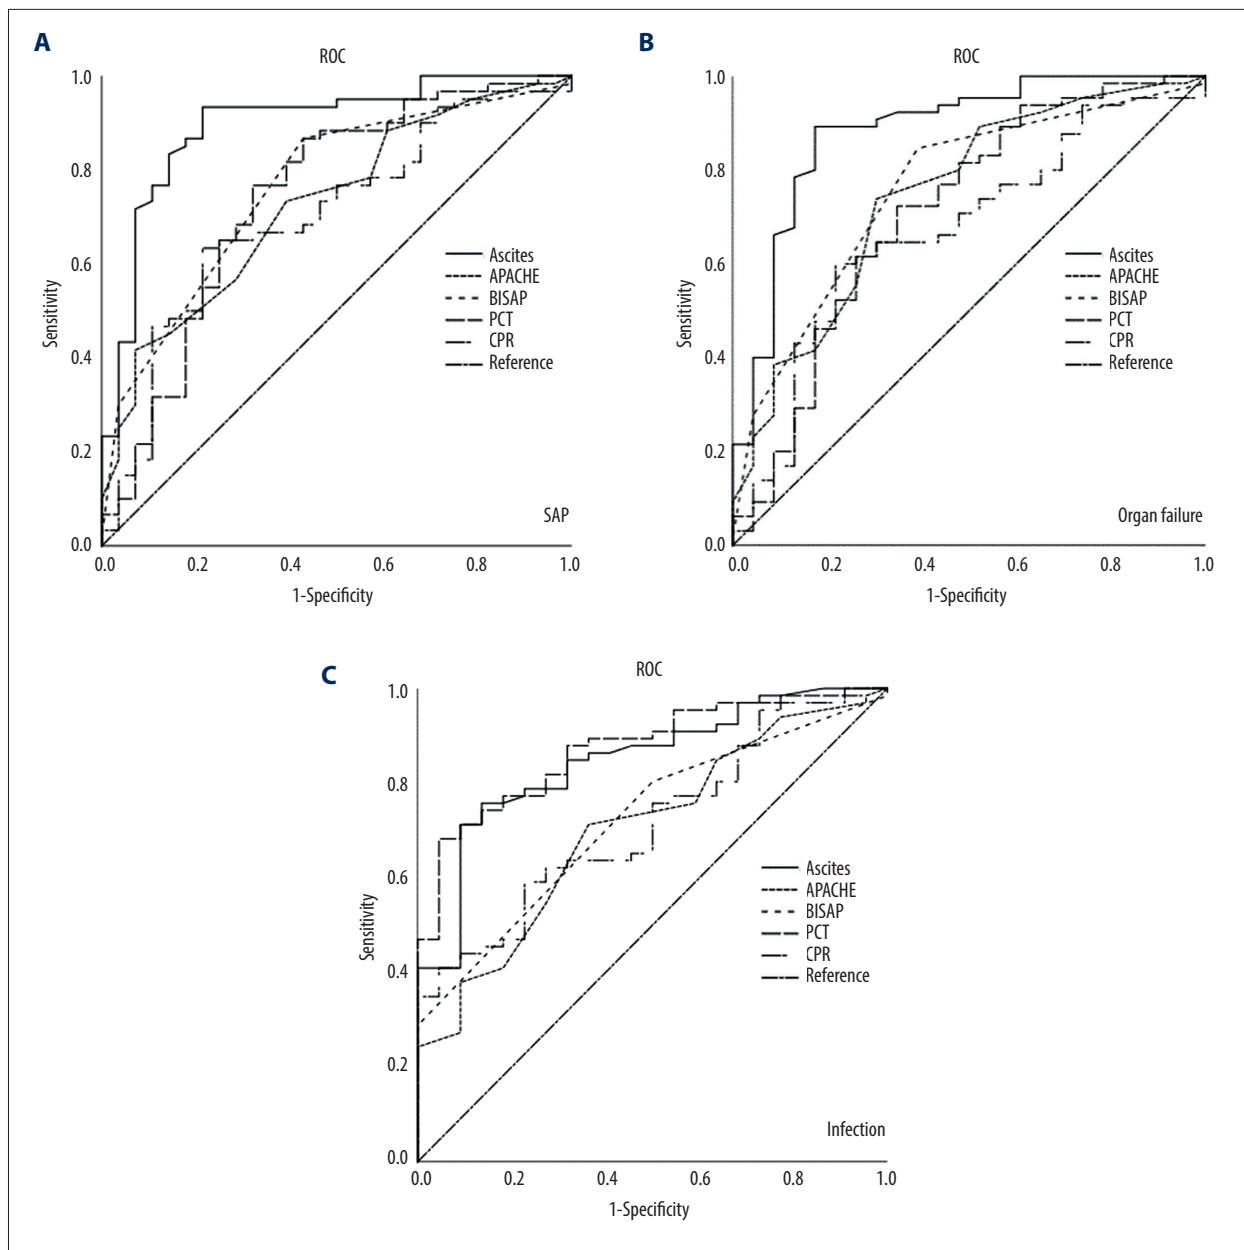 A
ROC
1.0
0.8
0.6
0.4
0.2
0.0
Sensitivity
Ascites
APACHE
BISAP
PCT
CPR
Reference
SAP
0.0 0.2 0.4 0.6 0.8 1.0
1-Specificity
B
ROC
1.0
0.8
0.6
0.4
0.2
0.0
Sensitivity
Ascites
APACHE
BISAP
PCT
CPR
Reference
Organ failure
0.0 0.2 0.4 0.6 0.8 1.0
1-Specificity
C
ROC
1.0
0.8
0.6
0.4
0.2
0.0
Sensitivity
Ascites
APACHE
BISAP
PCT
CPR
Reference
Infection
0.0 0.2 0.4 0.6 0.8 1.0
1-Specificity